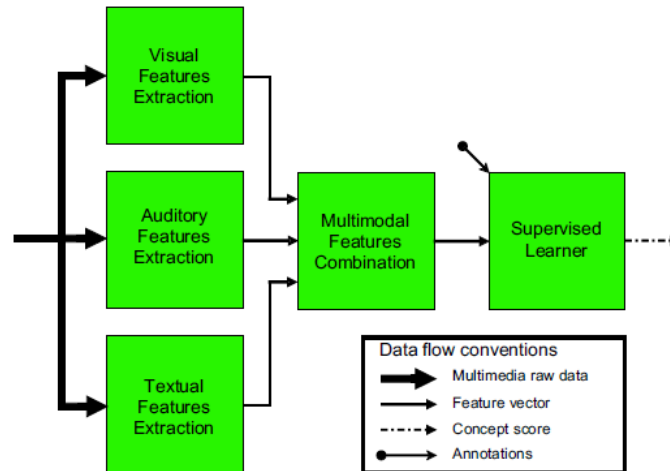 Visual
Features
Extraction
Auditory
Features
Extraction
Multimodal
Features
Combination
Supervised
Learner
Textual
Features
Extraction
Data flow conventions
Multimedia raw data
Feature vector
Concept score
Annotations